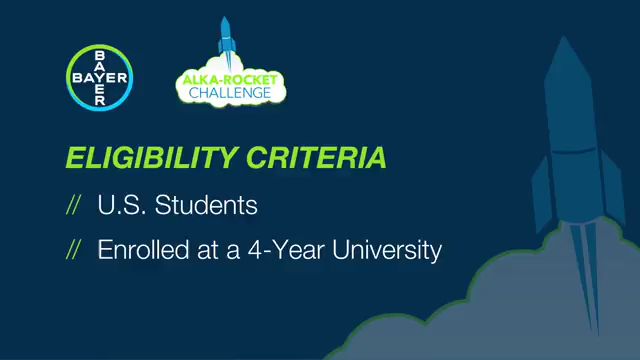 BAYER
BAYER
ALKA-ROCKET
CHALLENGE
ELIGIBILITY CRITERIA
// U.S. Students
// Enrolled at a 4-Year University